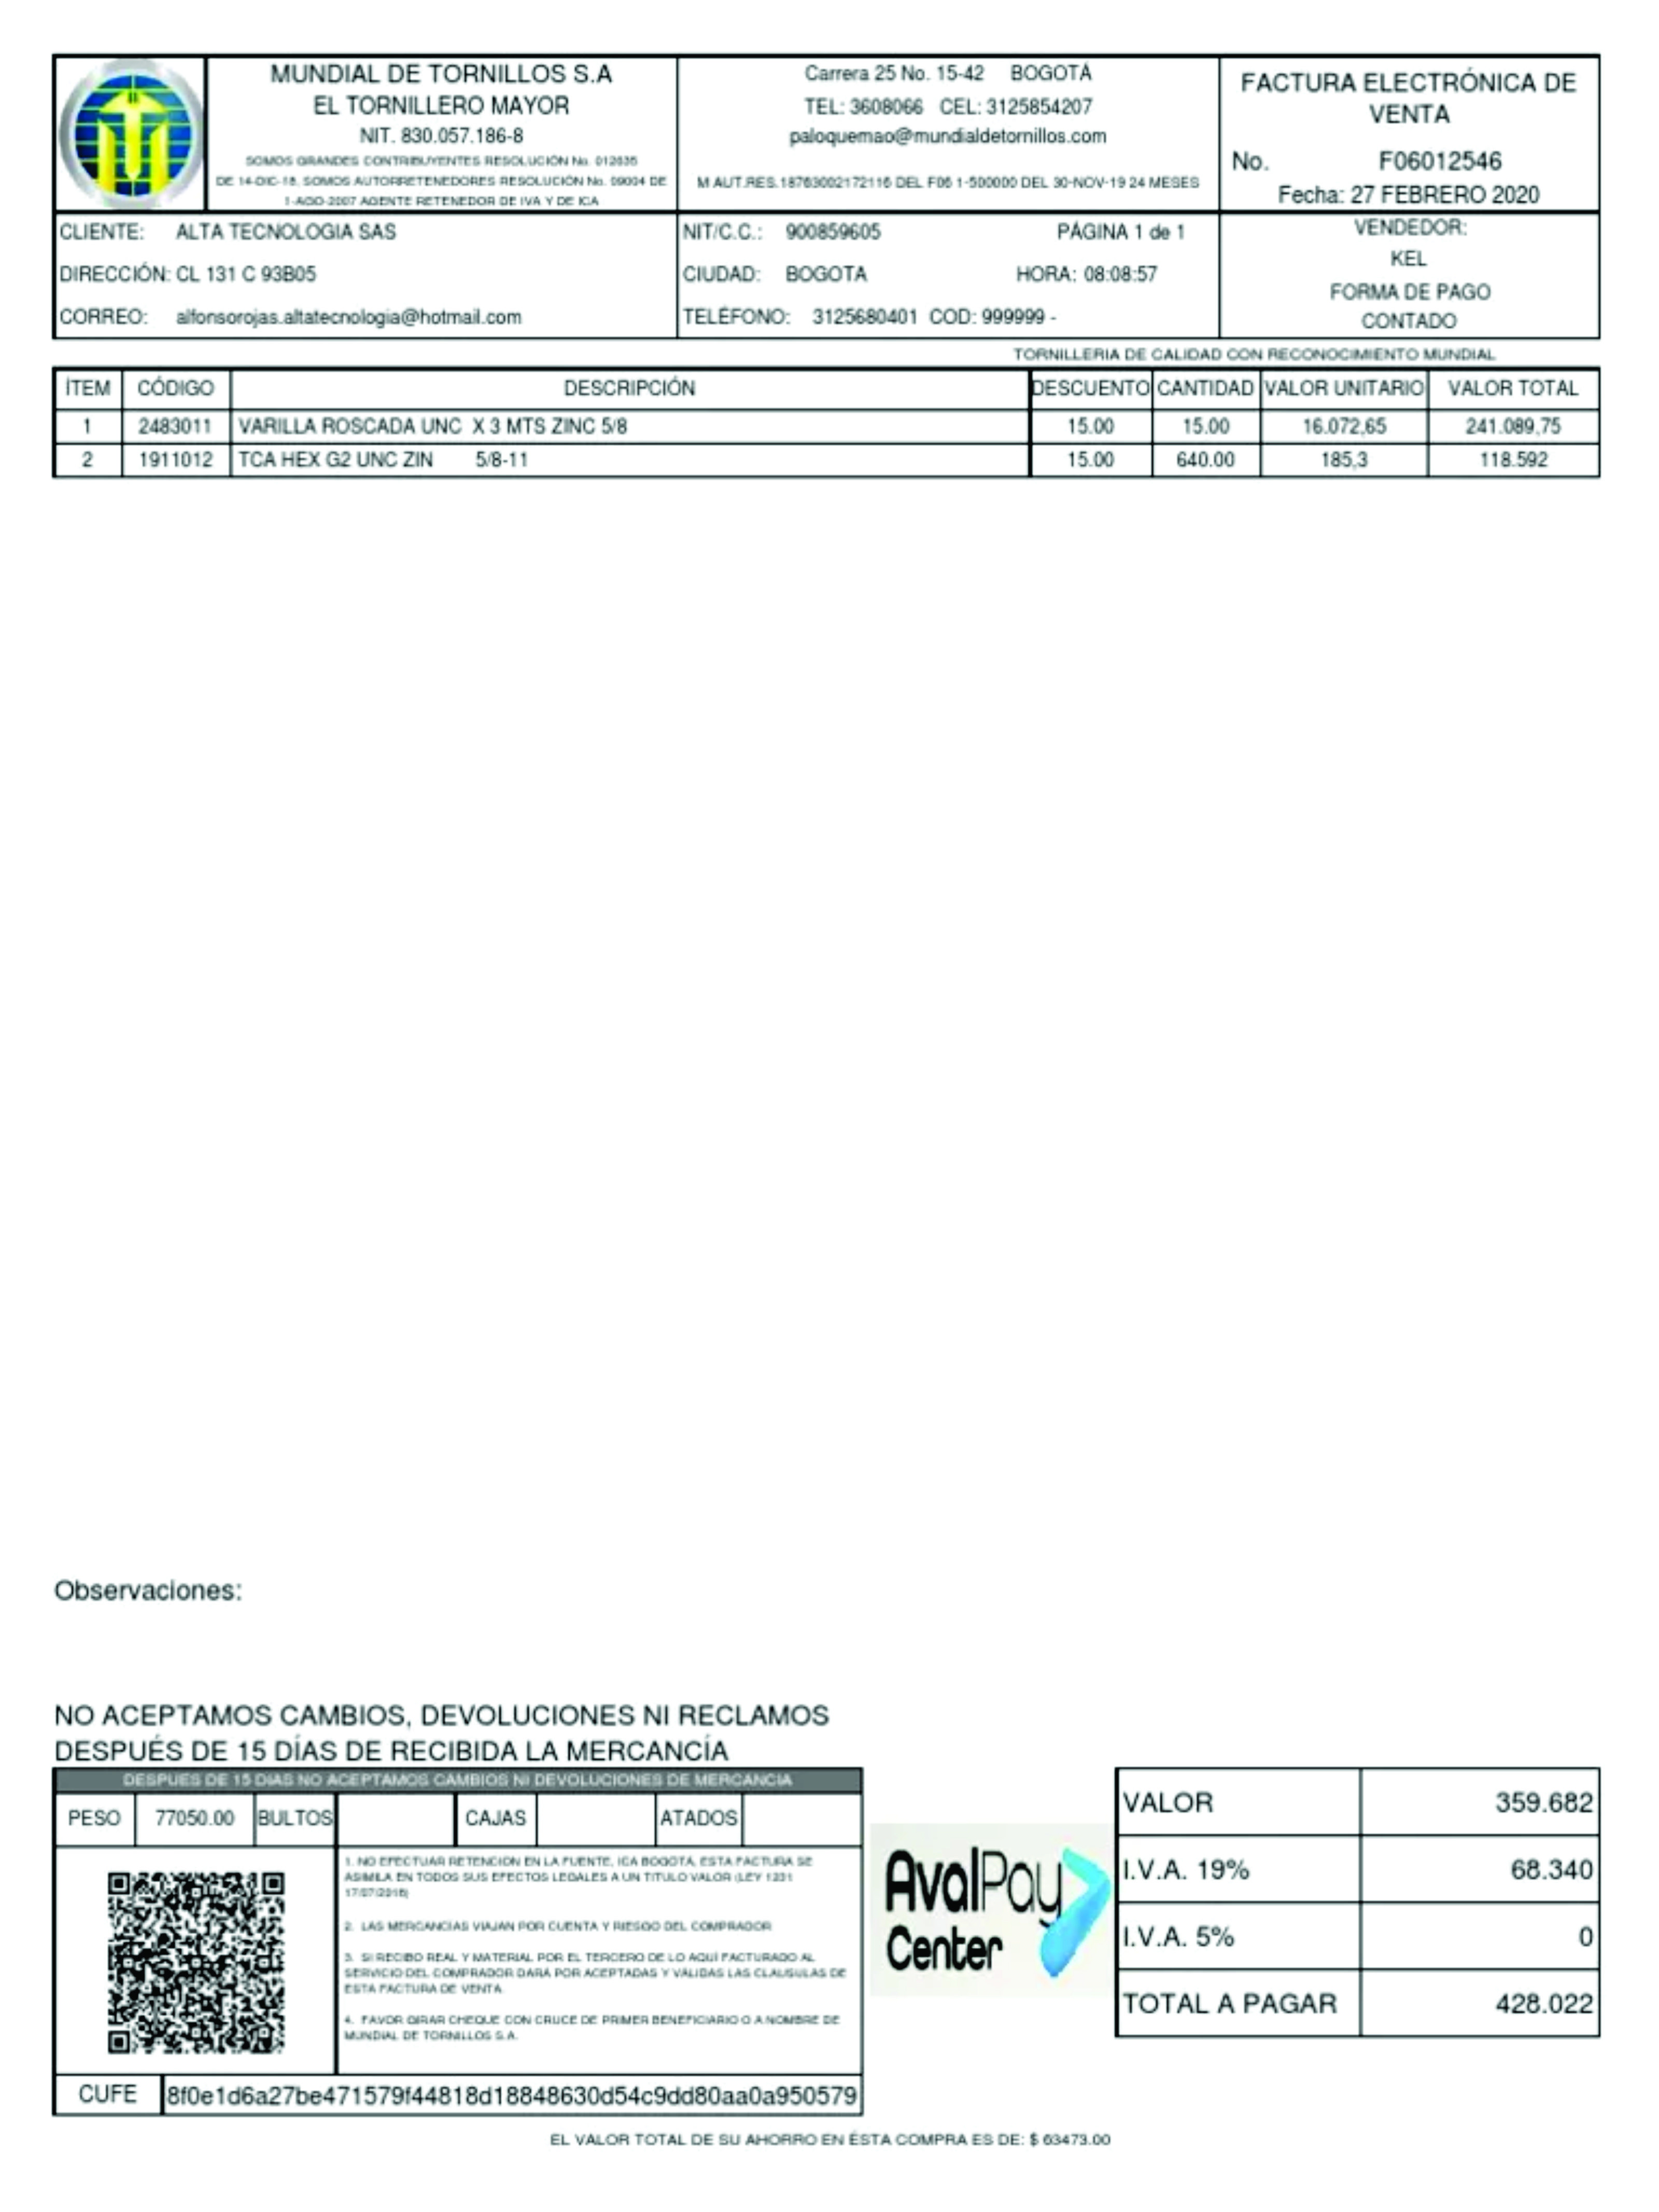 MUNDIAL DE TORNILLOS S.A
EL TORNILLERO MAYOR
NIT. 830.057.186-8
SOMOS GRANDES CONTRIBUYENTES RESOLUCIÓN No. 012635
DE 14-DIC-18. SOMOS AUTORRETENEDORES RESOLUCIÓN No. 09004 DE
1-AGO-2007 AGENTE RETENEDOR DE IVA Y DE ICA
Carrera 25 No. 15-42 BOGOTÁ
TEL: 3608066 CEL: 3125854207
paloquemao@mundialdetornillos.com
M AUT.RES.18763002172116 DEL F06 1-500000 DEL 30-NOV-19 24 MESES
FACTURA ELECTRÓNICA DE
VENTA
No. F06012546
Fecha: 27 FEBRERO 2020
CLIENTE: ALTA TECNOLOGIA SAS
DIRECCIÓN: CL 131 C 93B05
CORREO: alfonsorojas.altatecnologia@hotmail.com
NIT/C.C.: 900859605 PÁGINA 1 de 1
CIUDAD: BOGOTA HORA: 08:08:57
TELÉFONO: 3125680401 COD: 999999 -
VENDEDOR:
KEL
FORMA DE PAGO
CONTADO
TORNILLERIA DE CALIDAD CON RECONOCIMIENTO MUNDIAL
ÍTEM CÓDIGO DESCRIPCIÓN DESCUENTO CANTIDAD VALOR UNITARIO VALOR TOTAL
1 2483011 VARILLA ROSCADA UNC X 3 MTS ZINC 5/8 15.00 15.00 16.072,65 241.089,75
2 1911012 TCA HEX G2 UNC ZIN 5/8-11 15.00 640.00 185,3 118.592
Observaciones:
NO ACEPTAMOS CAMBIOS, DEVOLUCIONES NI RECLAMOS
DESPUÉS DE 15 DÍAS DE RECIBIDA LA MERCANCÍA
DESPUES DE 15 DIAS NO ACEPTAMOS CAMBIOS NI DEVOLUCIONES DE MERCANCIA
PESO 77050.00 BULTOS CAJAS ATADOS
1. NO EFECTUAR RETENCION EN LA FUENTE, ICA BOGOTÁ, ESTA FACTURA SE
ASIMILA EN TODOS SUS EFECTOS LEGALES A UN TITULO VALOR (LEY 1231
17/07/2018)
2. LAS MERCANCIAS VIAJAN POR CUENTA Y RIESGO DEL COMPRADOR
3. SI RECIBO REAL Y MATERIAL POR EL TERCERO DE LO AQUÍ FACTURADO AL
SERVICIO DEL COMPRADOR DARÁ POR ACEPTADAS Y VÁLIDAS LAS CLAUSULAS DE
ESTA FACTURA DE VENTA
4. FAVOR GIRAR CHEQUE CON CRUCE DE PRIMER BENEFICIARIO O A NOMBRE DE
MUNDIAL DE TORNILLOS S.A.
CUFE 8f0e1d6a27be471579f44818d18848630d54c9dd80aa0a950579
AvalPay
Center
VALOR 359.682
I.V.A. 19% 68.340
I.V.A. 5% 0
TOTAL A PAGAR 428.022
EL VALOR TOTAL DE SU AHORRO EN ÉSTA COMPRA ES DE: $ 63473.00